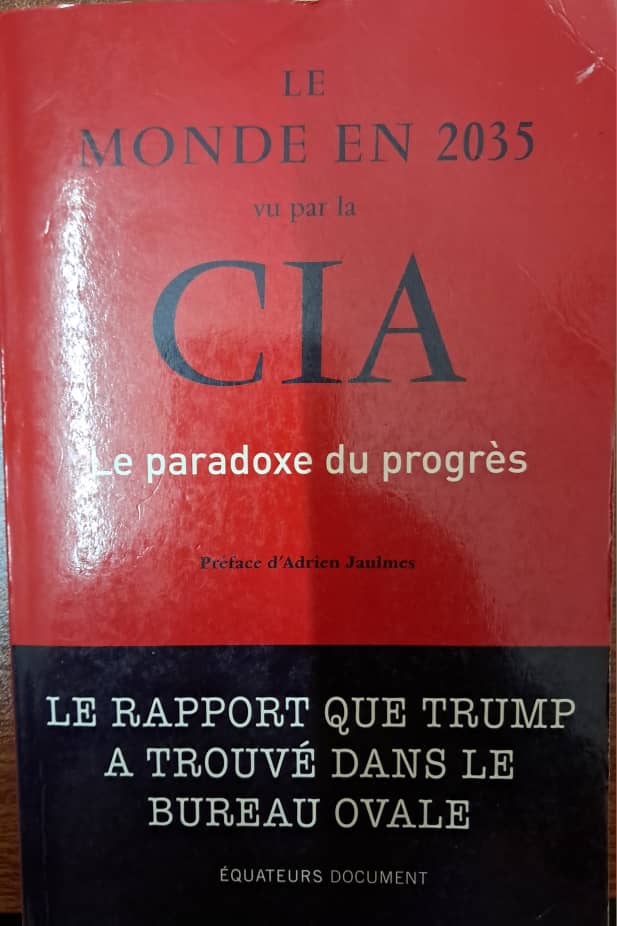 LE
MONDE EN 2035
vu par la
CIA
Le paradoxe du progrès
Préface d'Adrien Jaulmes
LE RAPPORT QUE TRUMP
A TROUVÉ DANS LE
BUREAU OVALE
ÉQUATEURS DOCUMENT